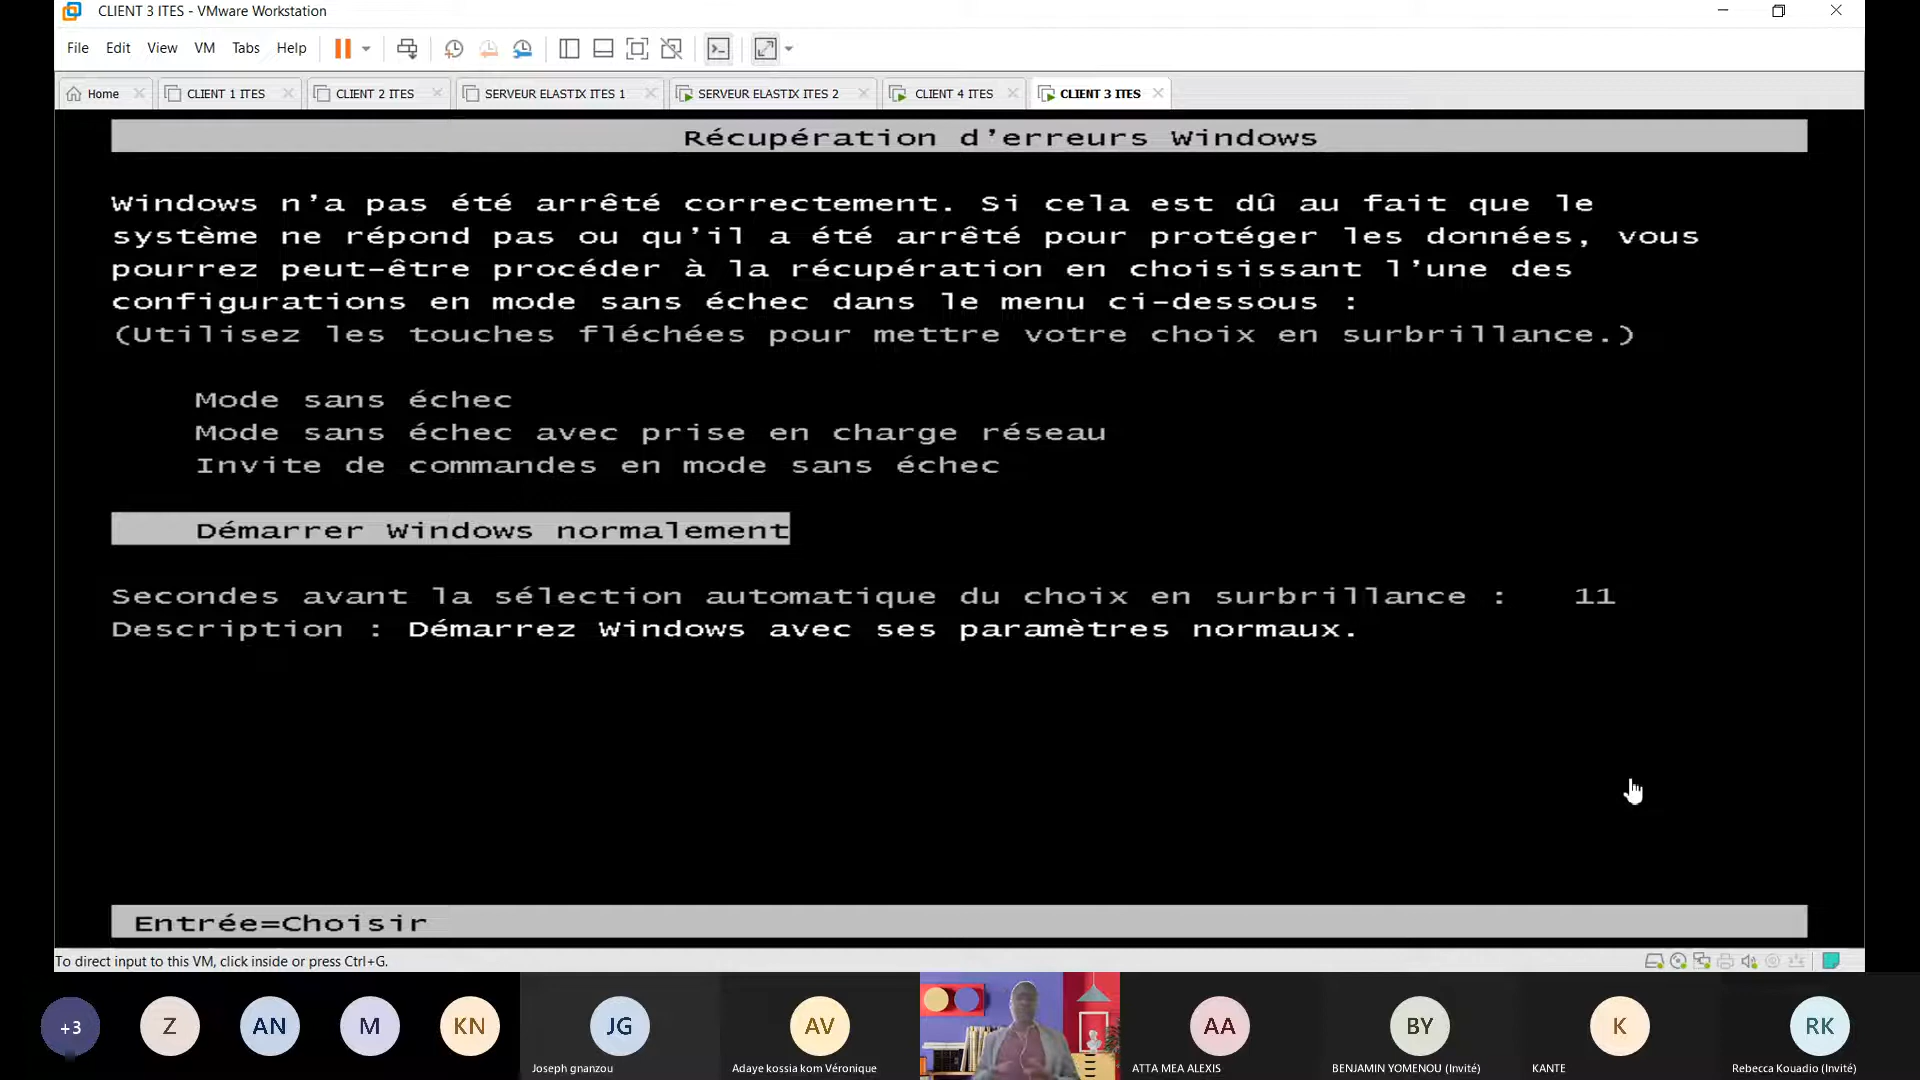 CLIENT 3 ITES - VMware Workstation
File Edit View VM Tabs Help
Home CLIENT 1 ITES CLIENT 2 ITES SERVEUR ELASTIX ITES 1 SERVEUR ELASTIX ITES 2 CLIENT 4 ITES CLIENT 3 ITES
Récupération d'erreurs Windows
Windows n'a pas été arrêté correctement. Si cela est dû au fait que le
système ne répond pas ou qu'il a été arrêté pour protéger les données, vous
pourrez peut-être procéder à la récupération en choisissant l'une des
configurations en mode sans échec dans le menu ci-dessous :
(Utilisez les touches fléchées pour mettre votre choix en surbrillance.)
Mode sans échec
Mode sans échec avec prise en charge réseau
Invite de commandes en mode sans échec
Démarrer Windows normalement
Secondes avant la sélection automatique du choix en surbrillance : 11
Description : Démarrez Windows avec ses paramètres normaux.
Entrée=Choisir
To direct input to this VM, click inside or press Ctrl+G.
+3 Z AN M KN JG AV AA BY K RK
Joseph gnanzou Adaye kossia kom Véronique ATTA MEA ALEXIS BENJAMIN YOMENOU (Invité) KANTE Rebecca Kouadio (Invité)